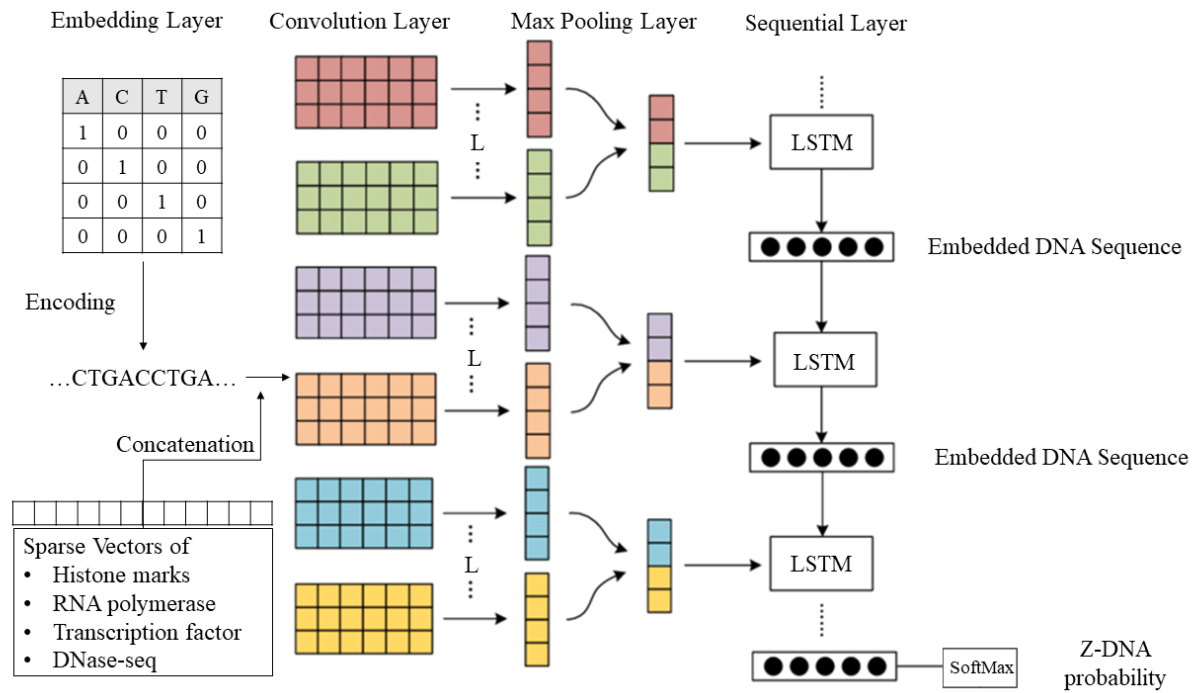 Embedding Layer
Convolution Layer
Max Pooling Layer
Sequential Layer
A C T G
1 0 0 0
0 1 0 0
0 0 1 0
0 0 0 1
Encoding
…CTGACCTGA…
Concatenation
Sparse Vectors of
• Histone marks
• RNA polymerase
• Transcription factor
• DNase-seq
L
L
L
LSTM
Embedded DNA Sequence
LSTM
Embedded DNA Sequence
LSTM
SoftMax
Z-DNA
probability